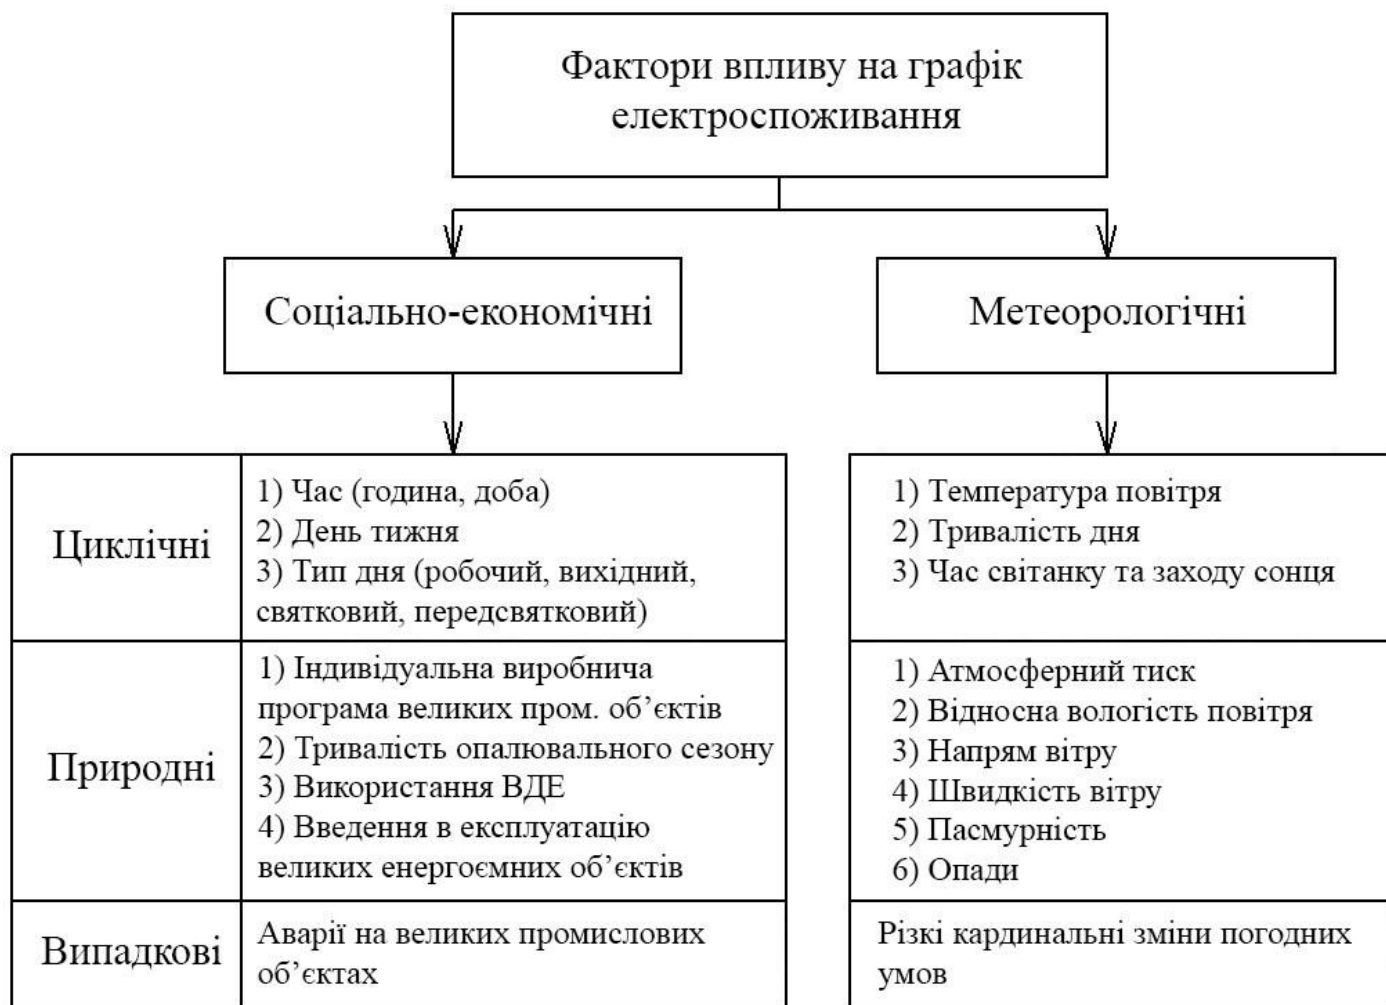 Фактори впливу на графік
електроспоживання
Соціально-економічні
Метеорологічні
Циклічні
1) Час (година, доба)
2) День тижня
3) Тип дня (робочий, вихідний,
святковий, передсвятковий)
1) Температура повітря
2) Тривалість дня
3) Час світанку та заходу сонця
Природні
1) Індивідуальна виробнича
програма великих пром. об’єктів
2) Тривалість опалювального сезону
3) Використання ВДЕ
4) Введення в експлуатацію
великих енергоємних об’єктів
1) Атмосферний тиск
2) Відносна вологість повітря
3) Напрям вітру
4) Швидкість вітру
5) Пасмурність
6) Опади
Випадкові
Аварії на великих промислових
об’єктах
Різкі кардинальні зміни погодних
умов